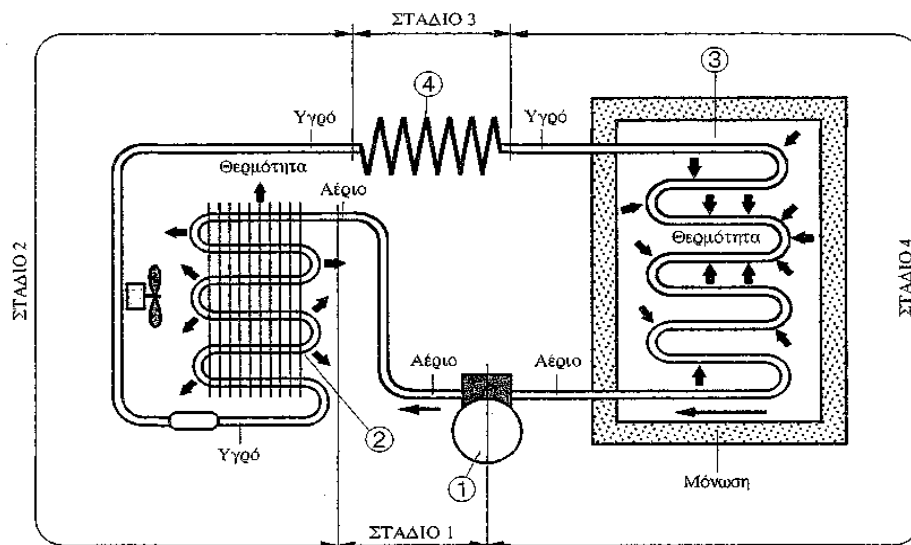 ΣΤΑΔΙΟ 3
④
③
Υγρό
Υγρό
Θερμότητα
Αέριο
Θερμότητα
ΣΤΑΔΙΟ 2
ΣΤΑΔΙΟ 4
Αέριο
Αέριο
②
Υγρό
①
Μόνωση
ΣΤΑΔΙΟ 1